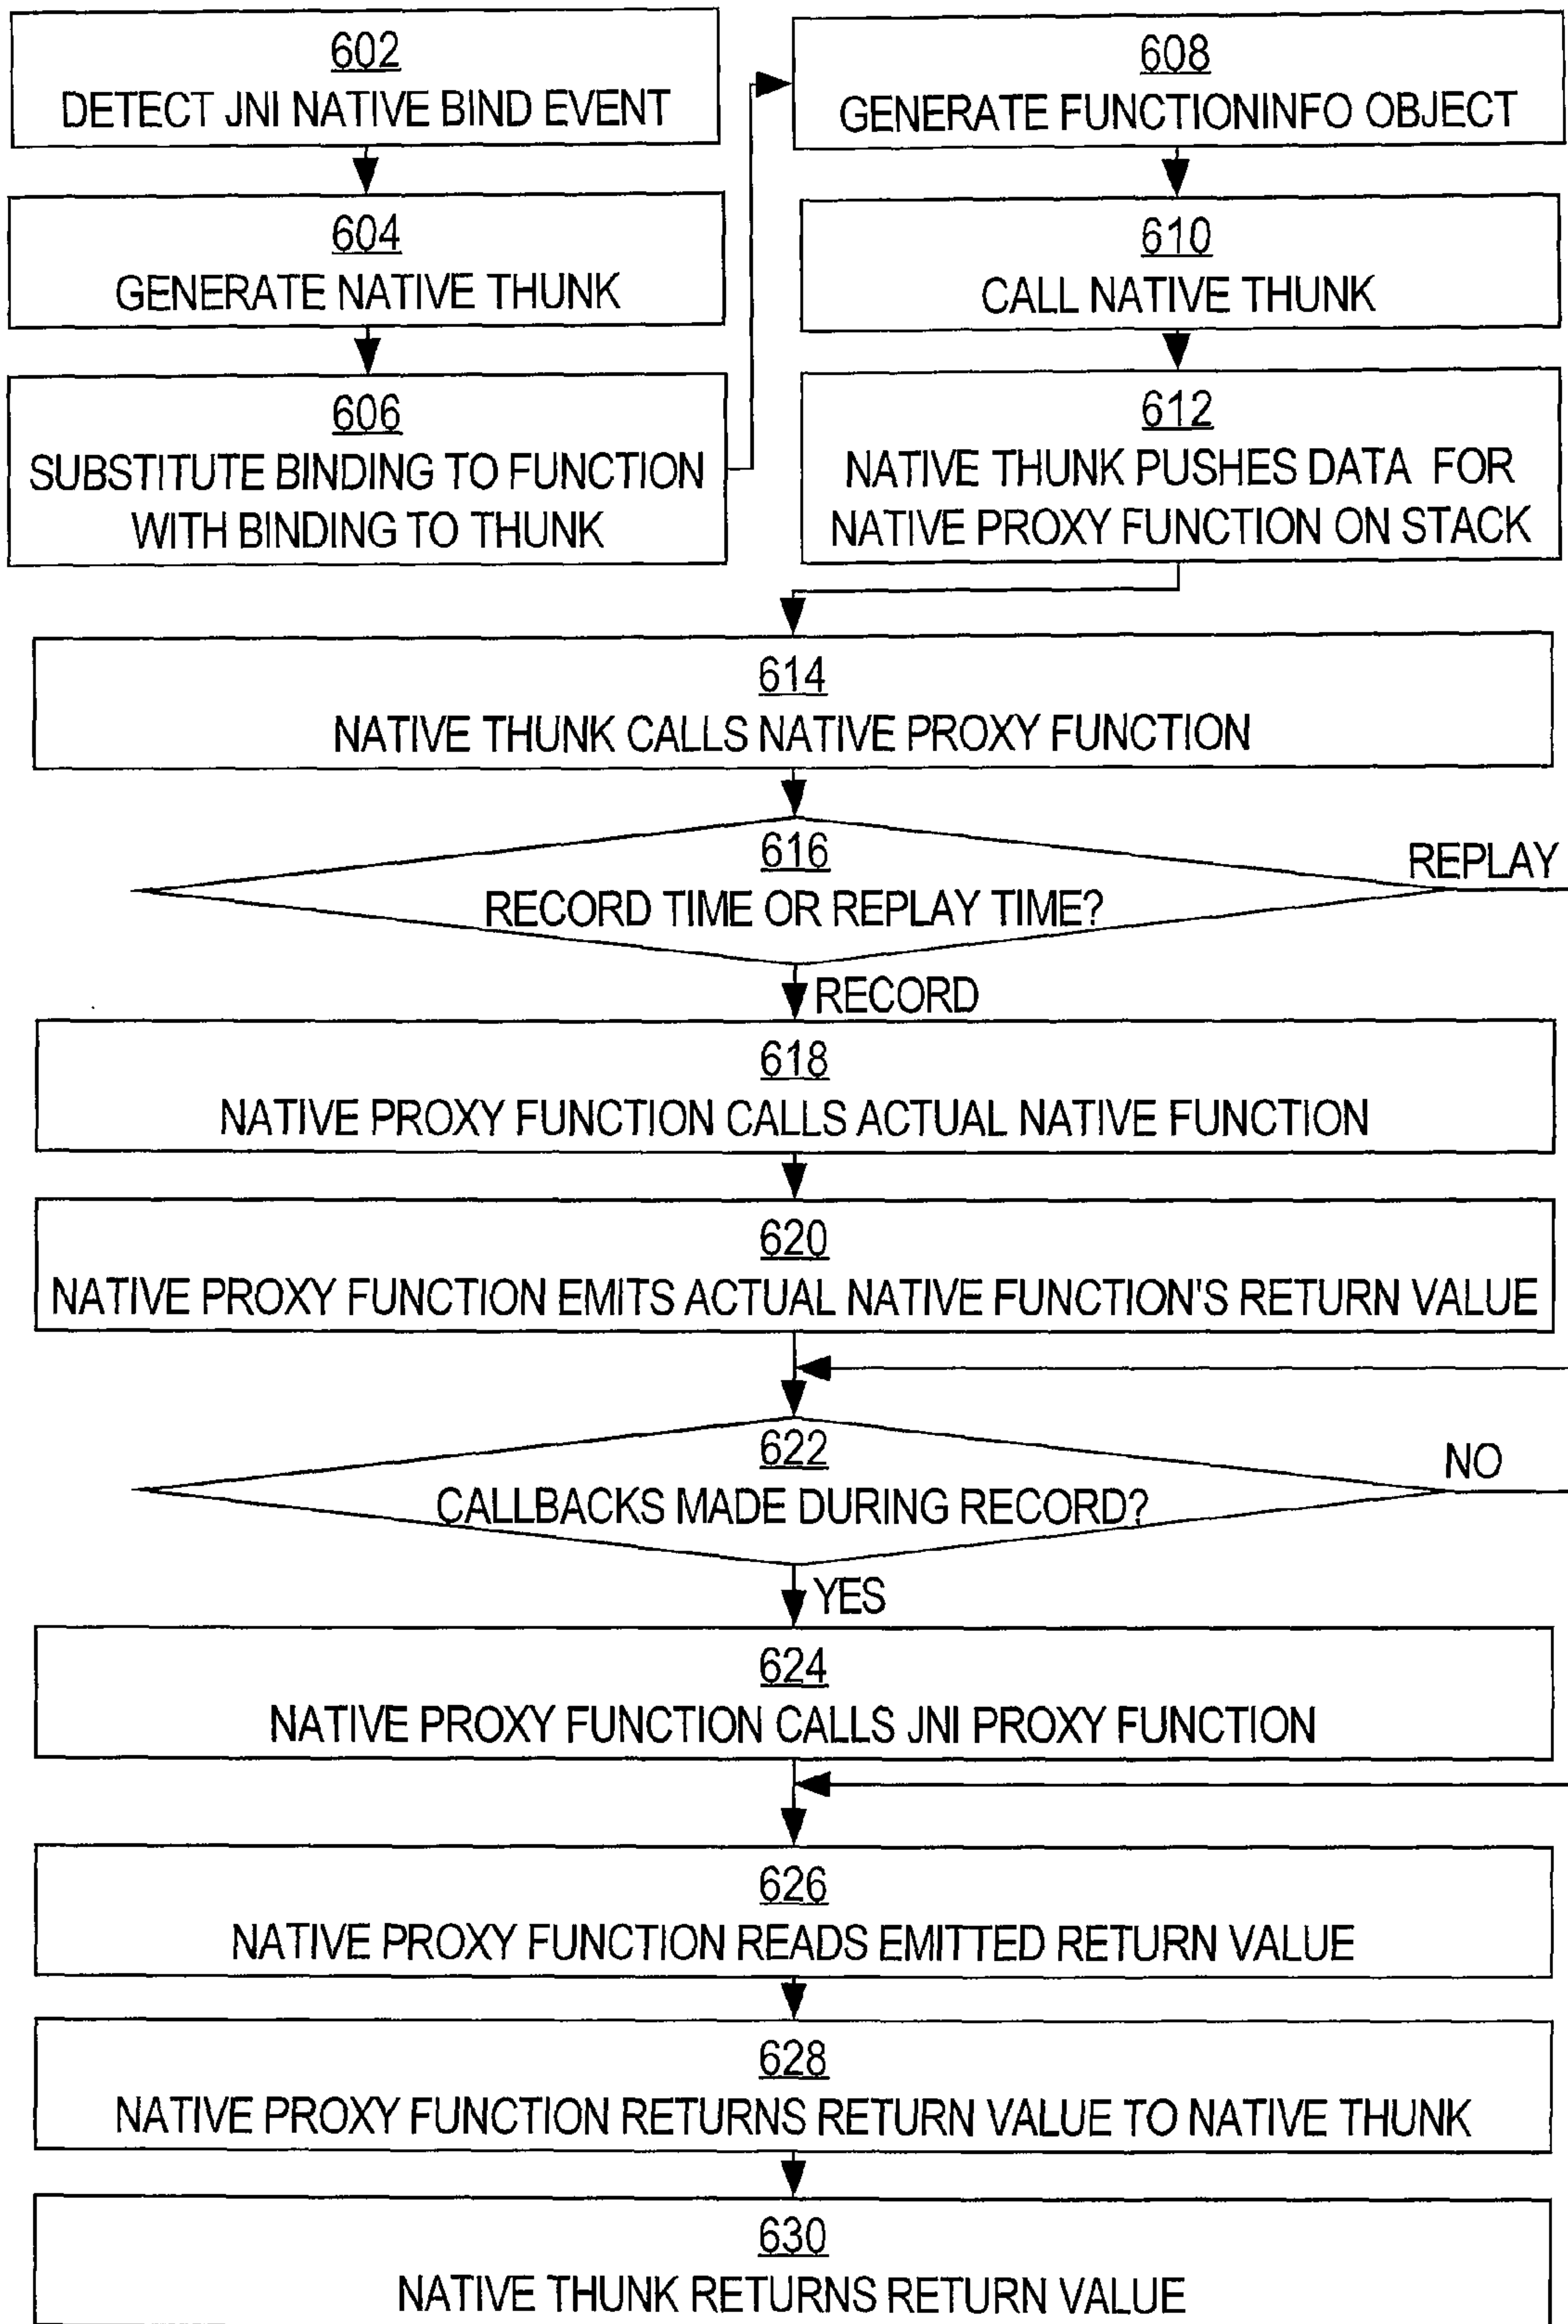 602
DETECT JNI NATIVE BIND EVENT
604
GENERATE NATIVE THUNK
606
SUBSTITUTE BINDING TO FUNCTION
WITH BINDING TO THUNK
608
GENERATE FUNCTIONINFO OBJECT
610
CALL NATIVE THUNK
612
NATIVE THUNK PUSHES DATA FOR
NATIVE PROXY FUNCTION ON STACK
614
NATIVE THUNK CALLS NATIVE PROXY FUNCTION
616
RECORD TIME OR REPLAY TIME?
REPLAY
RECORD
618
NATIVE PROXY FUNCTION CALLS ACTUAL NATIVE FUNCTION
620
NATIVE PROXY FUNCTION EMITS ACTUAL NATIVE FUNCTION'S RETURN VALUE
622
CALLBACKS MADE DURING RECORD?
NO
YES
624
NATIVE PROXY FUNCTION CALLS JNI PROXY FUNCTION
626
NATIVE PROXY FUNCTION READS EMITTED RETURN VALUE
628
NATIVE PROXY FUNCTION RETURNS RETURN VALUE TO NATIVE THUNK
630
NATIVE THUNK RETURNS RETURN VALUE